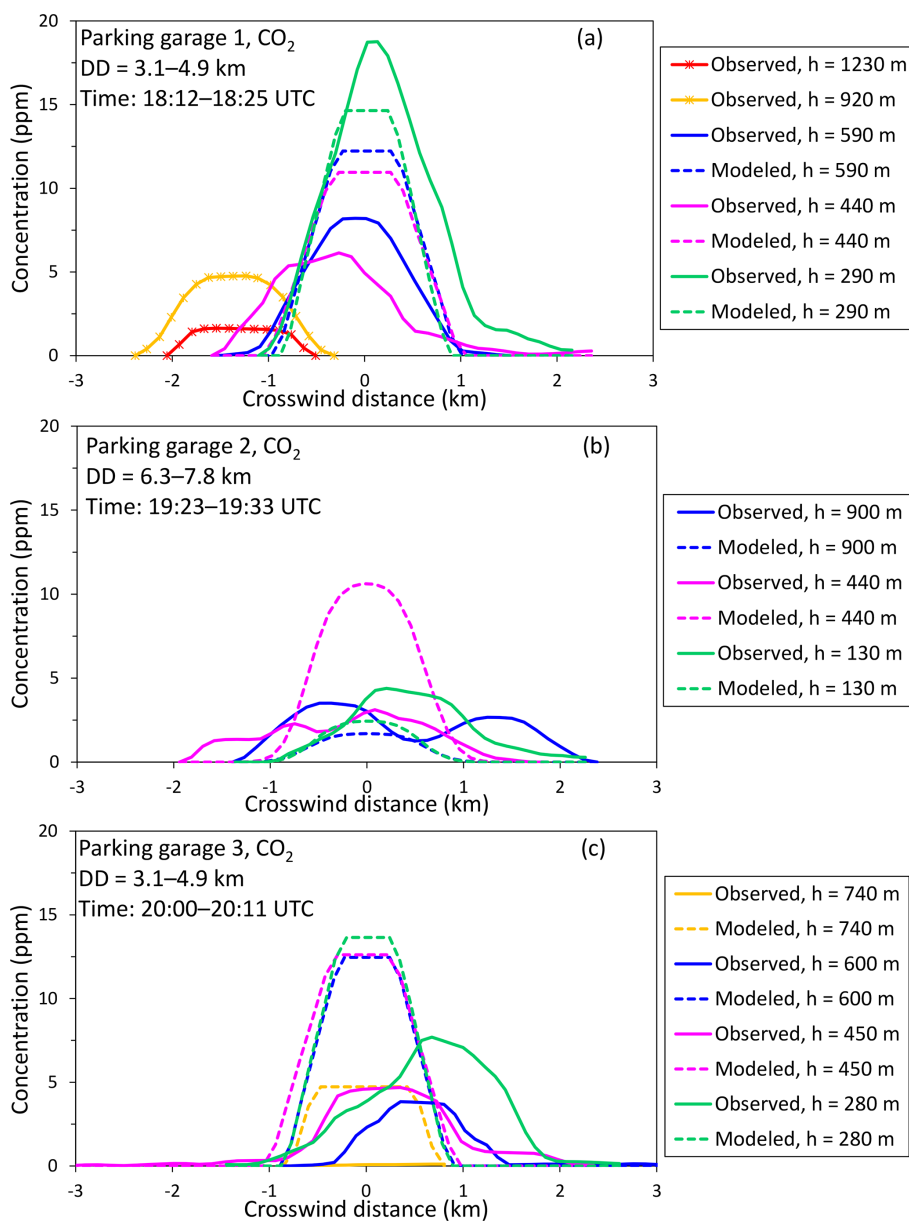 Parking garage 1, CO2
(a)
DD = 3.1–4.9 km
Time: 18:12–18:25 UTC
Concentration (ppm)
20
15
10
5
0
-3 -2 -1 0 1 2 3
Crosswind distance (km)
Observed, h = 1230 m
Observed, h = 920 m
Observed, h = 590 m
Modeled, h = 590 m
Observed, h = 440 m
Modeled, h = 440 m
Observed, h = 290 m
Modeled, h = 290 m
Parking garage 2, CO2
(b)
DD = 6.3–7.8 km
Time: 19:23–19:33 UTC
Concentration (ppm)
20
15
10
5
0
-3 -2 -1 0 1 2 3
Crosswind distance (km)
Observed, h = 900 m
Modeled, h = 900 m
Observed, h = 440 m
Modeled, h = 440 m
Observed, h = 130 m
Modeled, h = 130 m
Parking garage 3, CO2
(c)
DD = 3.1–4.9 km
Time: 20:00–20:11 UTC
Concentration (ppm)
20
15
10
5
0
-3 -2 -1 0 1 2 3
Crosswind distance (km)
Observed, h = 740 m
Modeled, h = 740 m
Observed, h = 600 m
Modeled, h = 600 m
Observed, h = 450 m
Modeled, h = 450 m
Observed, h = 280 m
Modeled, h = 280 m